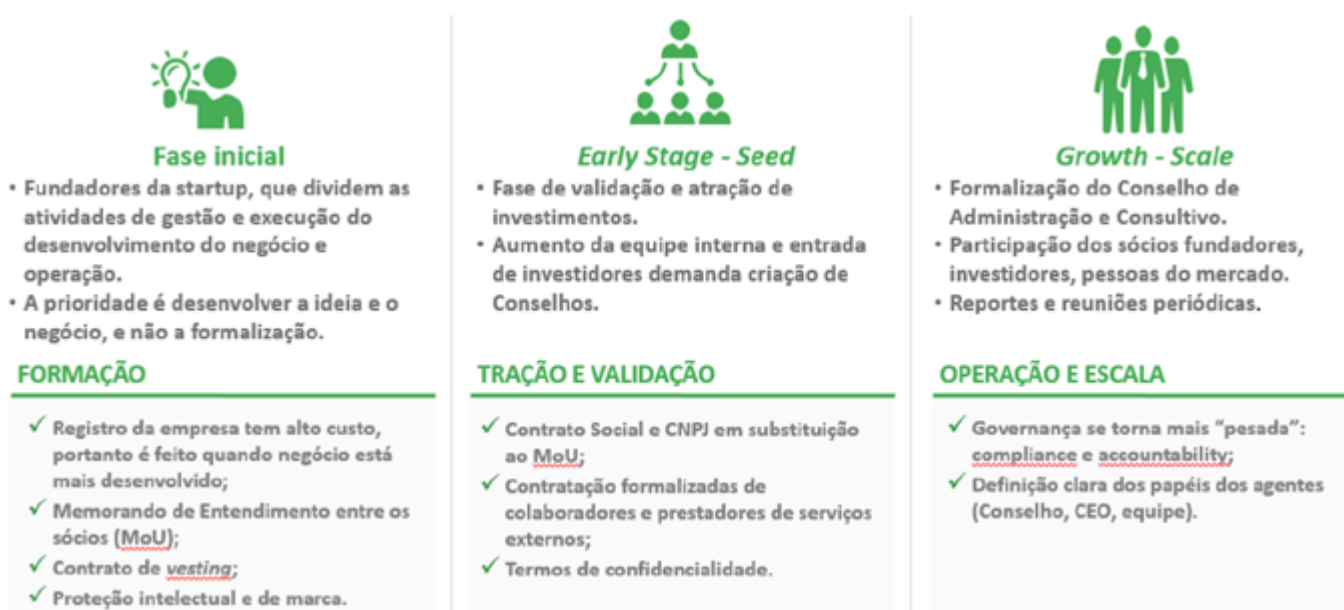 Fase inicial
• Fundadores da startup, que dividem as
atividades de gestão e execução do
desenvolvimento do negócio e
operação.
• A prioridade é desenvolver a ideia e o
negócio, e não a formalização.
FORMAÇÃO
✓ Registro da empresa tem alto custo,
portanto é feito quando negócio está
mais desenvolvido;
✓ Memorando de Entendimento entre os
sócios (MoU);
✓ Contrato de vesting;
✓ Proteção intelectual e de marca.
Early Stage - Seed
• Fase de validação e atração de
investimentos.
• Aumento da equipe interna e entrada
de investidores demanda criação de
Conselhos.
TRAÇÃO E VALIDAÇÃO
✓ Contrato Social e CNPJ em substituição
ao MoU;
✓ Contratação formalizadas de
colaboradores e prestadores de serviços
externos;
✓ Termos de confidencialidade.
Growth - Scale
• Formalização do Conselho de
Administração e Consultivo.
• Participação dos sócios fundadores,
investidores, pessoas do mercado.
• Reportes e reuniões periódicas.
OPERAÇÃO E ESCALA
✓ Governança se torna mais “pesada”:
compliance e accountability;
✓ Definição clara dos papéis dos agentes
(Conselho, CEO, equipe).